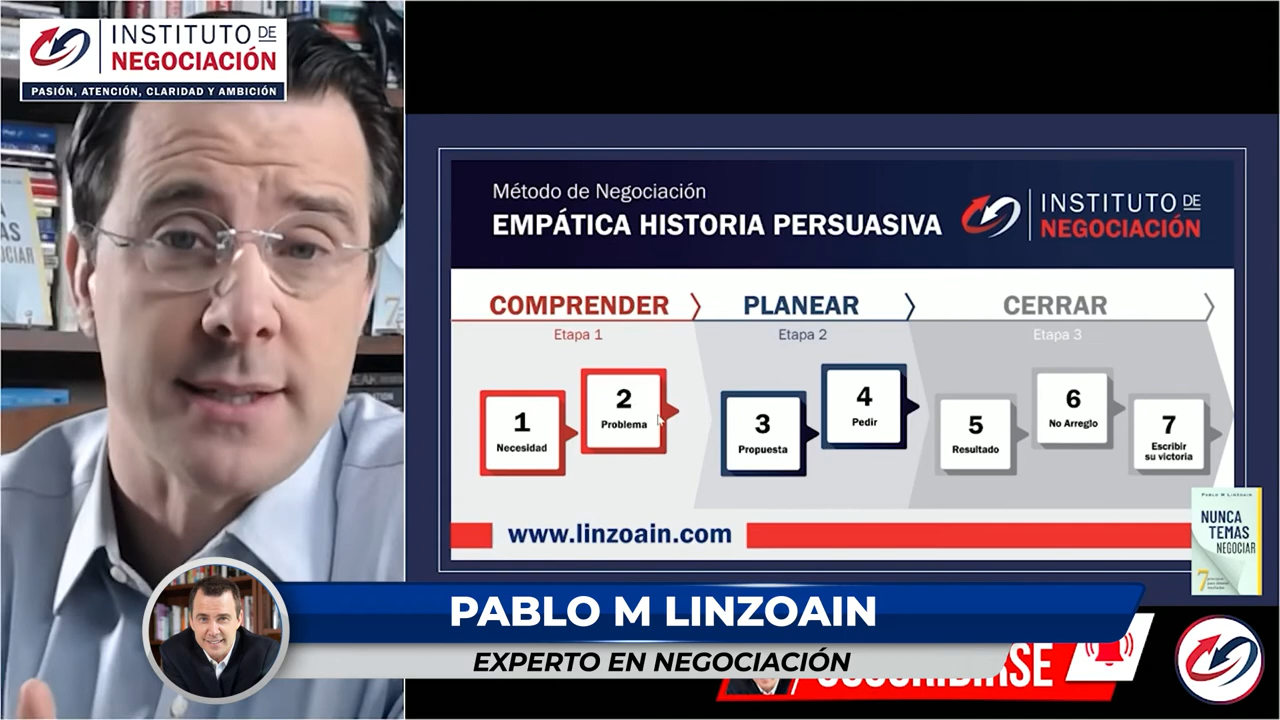 INSTITUTO DE
NEGOCIACIÓN
PASIÓN, ATENCIÓN, CLARIDAD Y AMBICIÓN
Método de Negociación
EMPÁTICA HISTORIA PERSUASIVA
INSTITUTO DE
NEGOCIACIÓN
COMPRENDER
PLANEAR
CERRAR
Etapa 1
Etapa 2
Etapa 3
1
Necesidad
2
Problema
3
Propuesta
4
Pedir
5
Resultado
6
No Arreglo
7
Escribir
su victoria
www.linzoain.com
PABLO M LINZOAIN
NUNCA
TEMAS
NEGOCIAR
7
PABLO M LINZOAIN
EXPERTO EN NEGOCIACIÓN
SUSCRIBIRSE